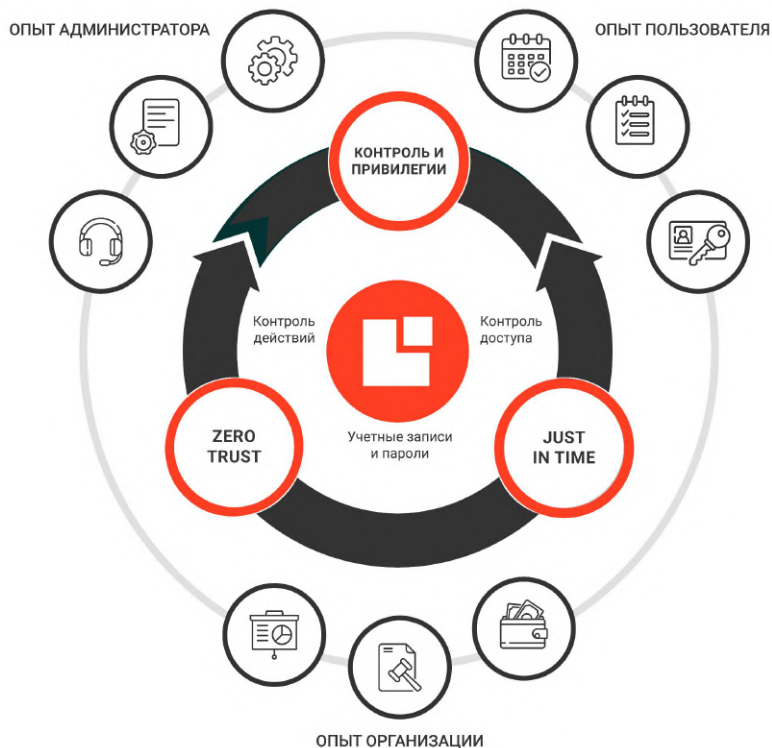 ОПЫТ АДМИНИСТРАТОРА
ОПЫТ ПОЛЬЗОВАТЕЛЯ
КОНТРОЛЬ И
ПРИВИЛЕГИИ
Контроль
действий
Контроль
доступа
ZERO
TRUST
Учетные записи
и пароли
JUST
IN TIME
ОПЫТ ОРГАНИЗАЦИИ